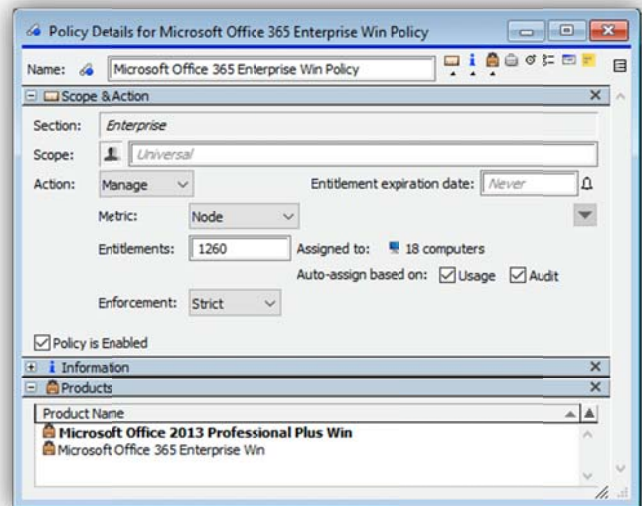 Policy Details for Microsoft Office 365 Enterprise Win Policy
Name: Microsoft Office 365 Enterprise Win Policy
Scope & Action
Section: Enterprise
Scope: Universal
Action: Manage Entitlement expiration date: Never
Metric: Node
Entitlements: 1260 Assigned to: 18 computers
Auto-assign based on: Usage Audit
Enforcement: Strict
Policy is Enabled
Information
Products
Product Name
Microsoft Office 2013 Professional Plus Win
Microsoft Office 365 Enterprise Win